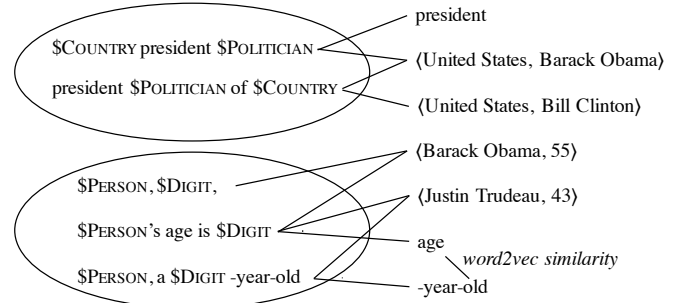 president
$COUNTRY president $POLITICIAN
⟨United States, Barack Obama⟩
president $POLITICIAN of $COUNTRY
⟨United States, Bill Clinton⟩
⟨Barack Obama, 55⟩
$PERSON, $DIGIT,
⟨Justin Trudeau, 43⟩
$PERSON's age is $DIGIT
age
word2vec similarity
$PERSON, a $DIGIT -year-old
-year-old